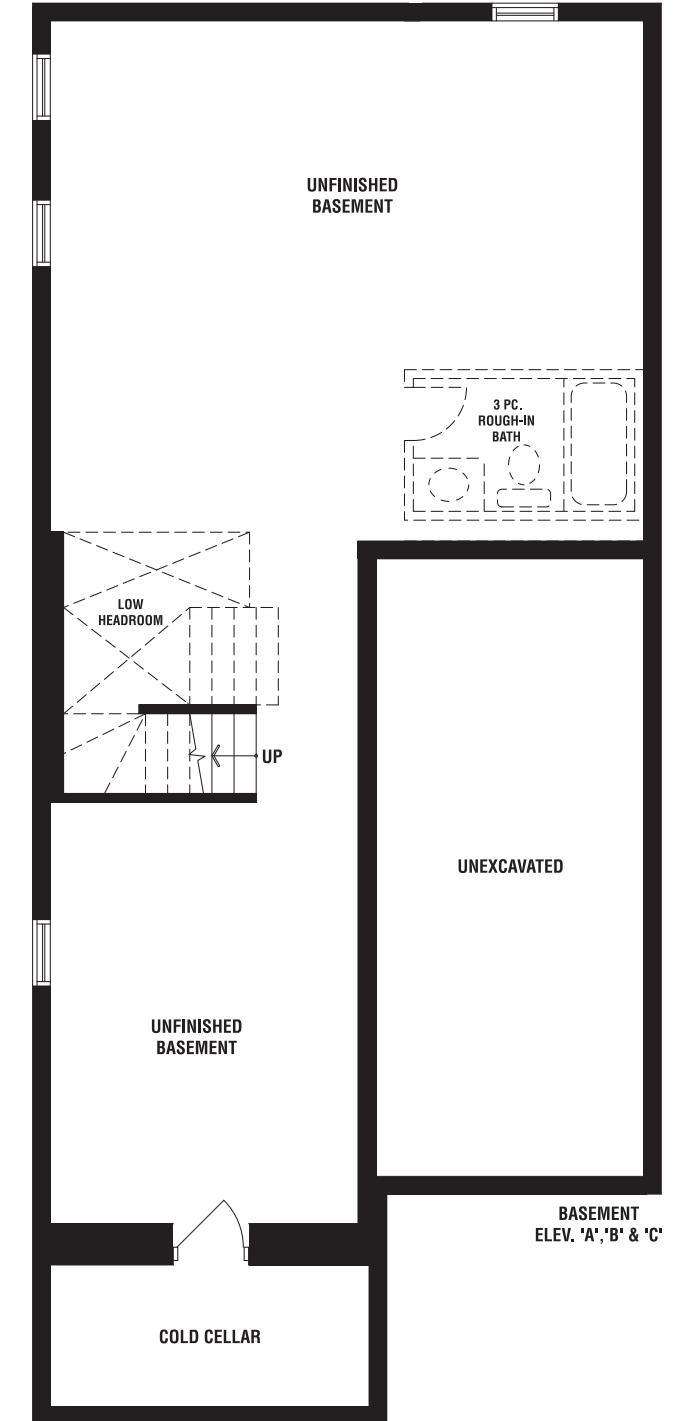 UNFINISHED
BASEMENT
3 PC.
ROUGH-IN
BATH
LOW
HEADROOM
UP
UNEXCAVATED
UNFINISHED
BASEMENT
BASEMENT
ELEV. 'A','B' & 'C'
COLD CELLAR